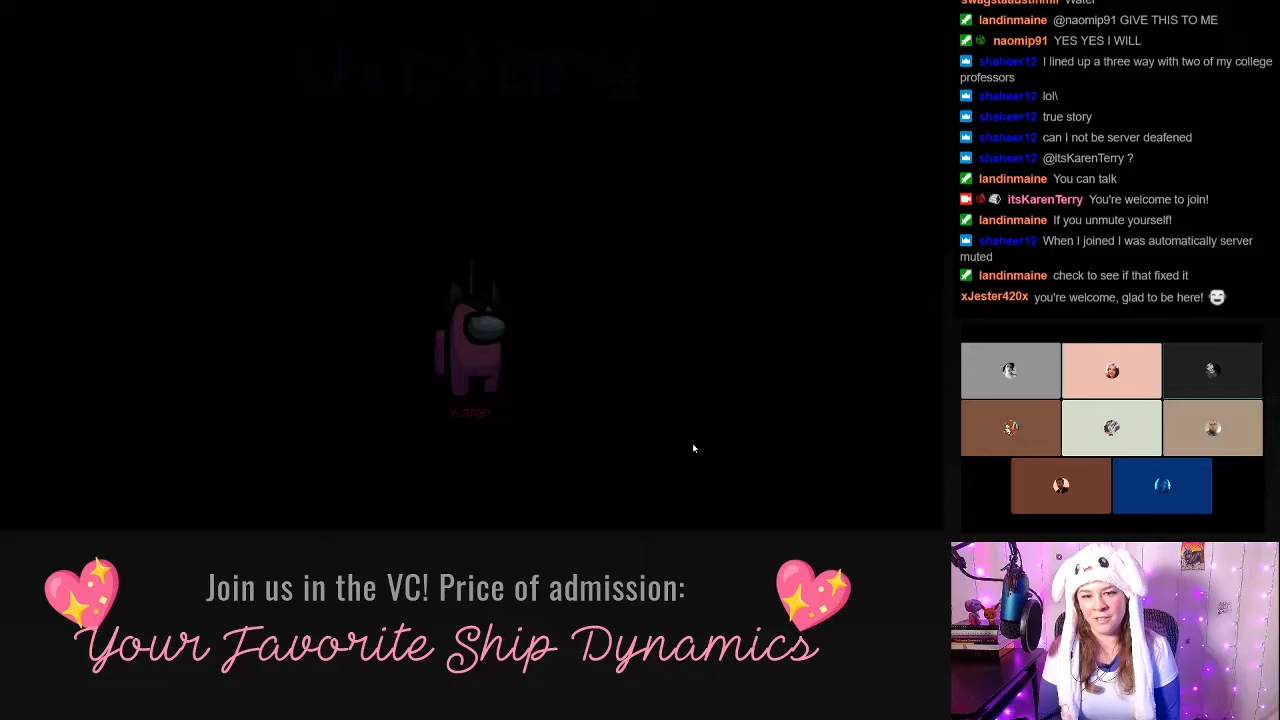 landinmaine @naomip91 GIVE THIS TO ME
naomip91 YES YES I WILL
shaheer12 I lined up a three way with two of my college
professors
shaheer12 lol\
shaheer12 true story
shaheer12 can I not be server deafened
shaheer12 @itsKarenTerry ?
landinmaine You can talk
itsKarenTerry You're welcome to join!
landinmaine If you unmute yourself!
shaheer12 When I joined I was automatically server
muted
landinmaine check to see if that fixed it
xJester420x you're welcome, glad to be here!
Karen
Join us in the VC! Price of admission:
Your Favorite Ship Dynamics